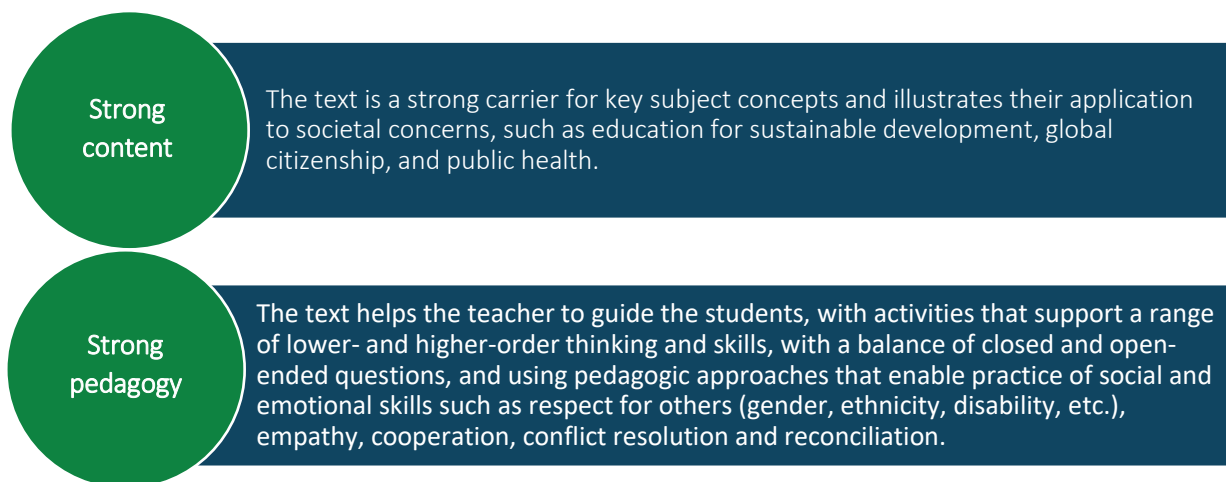 Strong
content
The text is a strong carrier for key subject concepts and illustrates their application
to societal concerns, such as education for sustainable development, global
citizenship, and public health.
Strong
pedagogy
The text helps the teacher to guide the students, with activities that support a range
of lower- and higher-order thinking and skills, with a balance of closed and open-
ended questions, and using pedagogic approaches that enable practice of social and
emotional skills such as respect for others (gender, ethnicity, disability, etc.),
empathy, cooperation, conflict resolution and reconciliation.